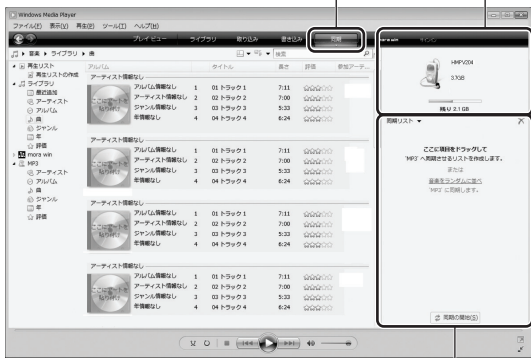 Windows Media Player
ファイル(F) 表示(V) 再生(P) ツール(T) ヘルプ(H)
プレイ ビュー ライブラリ 取り込み 書き込み 同期 mora win サインイン
音楽 ▸ ライブラリ ▸ 曲 検索
再生リスト
再生リストの作成
ライブラリ
最近追加
アーティスト
アルバム
曲
ジャンル
年
評価
mora win
MP3
アーティスト
アルバム
曲
ジャンル
年
評価
アルバム タイトル 長さ 評価 参加アーテ...
アーティスト情報なし
アルバム情報なし 1 01 トラック 1 7:11
アーティスト情報なし 2 02 トラック 2 7:00
ジャンル情報なし 3 03 トラック 3 5:33
年情報なし 4 04 トラック 4 6:24
アーティスト情報なし
アルバム情報なし 1 01 トラック 1 7:11
アーティスト情報なし 2 02 トラック 2 7:00
ジャンル情報なし 3 03 トラック 3 5:33
年情報なし 4 04 トラック 4 6:24
アーティスト情報なし
アルバム情報なし 1 01 トラック 1 7:11
アーティスト情報なし 2 02 トラック 2 7:00
ジャンル情報なし 3 03 トラック 3 5:33
年情報なし 4 04 トラック 4 6:24
アーティスト情報なし
アルバム情報なし 1 01 トラック 1 7:11
アーティスト情報なし 2 02 トラック 2 7:00
ジャンル情報なし 3 03 トラック 3 5:33
年情報なし 4 04 トラック 4 6:24
HMPV204
3.7GB
残り 2.1 GB
同期リスト
ここに項目をドラッグして
'MP3' へ同期させるリストを作成します。
または
音楽をランダムに並べ
'MP3' に同期します。
同期の開始(S)